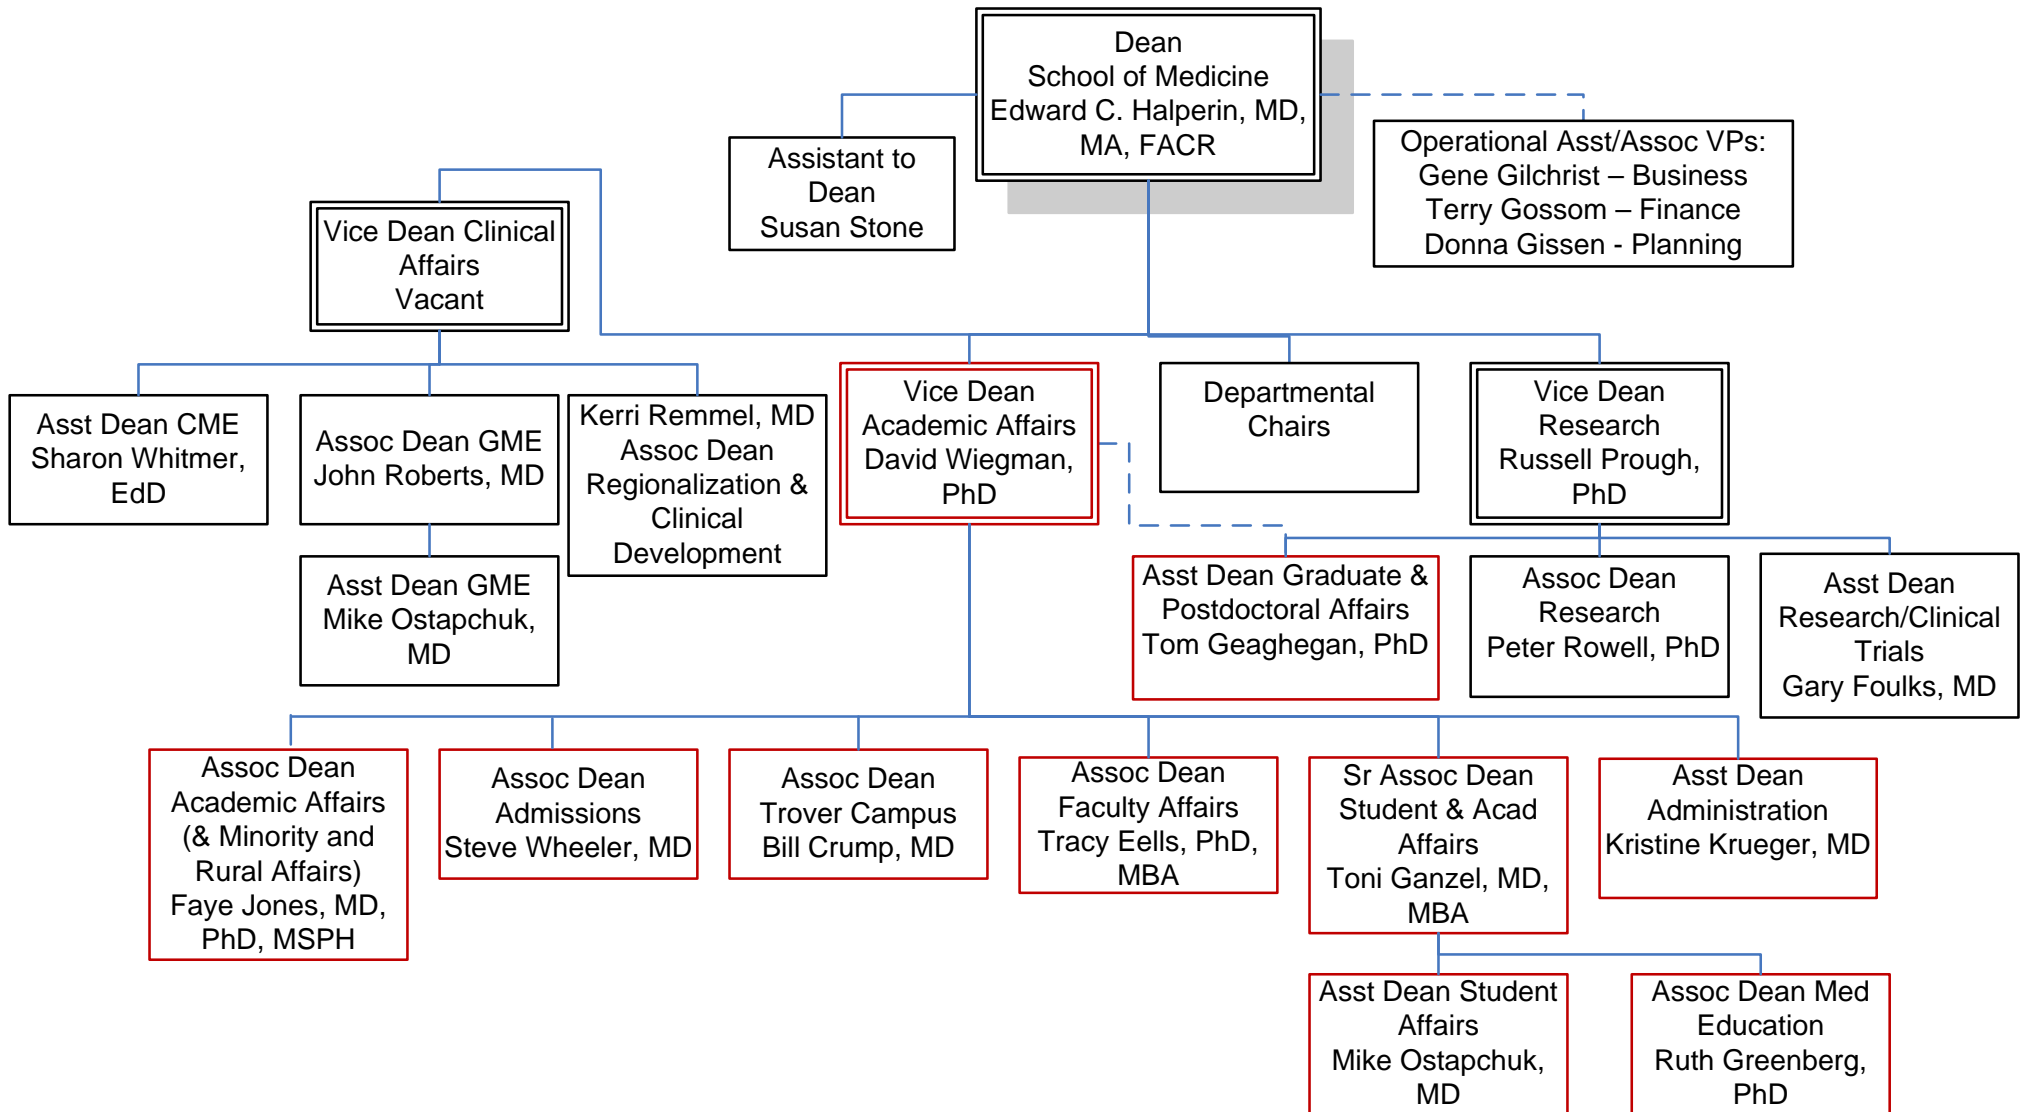 Dean
School of Medicine
Edward C. Halperin, MD,
MA, FACR
Assistant to
Dean
Susan Stone
Operational Asst/Assoc VPs:
Gene Gilchrist – Business
Terry Gossom – Finance
Donna Gissen - Planning
Vice Dean Clinical
Affairs
Vacant
Asst Dean CME
Sharon Whitmer,
EdD
Assoc Dean GME
John Roberts, MD
Kerri Remmel, MD
Assoc Dean
Regionalization &
Clinical
Development
Vice Dean
Academic Affairs
David Wiegman,
PhD
Departmental
Chairs
Vice Dean
Research
Russell Prough,
PhD
Asst Dean GME
Mike Ostapchuk,
MD
Asst Dean Graduate &
Postdoctoral Affairs
Tom Geaghegan, PhD
Assoc Dean
Research
Peter Rowell, PhD
Asst Dean
Research/Clinical
Trials
Gary Foulks, MD
Assoc Dean
Academic Affairs
(& Minority and
Rural Affairs)
Faye Jones, MD,
PhD, MSPH
Assoc Dean
Admissions
Steve Wheeler, MD
Assoc Dean
Trover Campus
Bill Crump, MD
Assoc Dean
Faculty Affairs
Tracy Eells, PhD,
MBA
Sr Assoc Dean
Student & Acad
Affairs
Toni Ganzel, MD,
MBA
Asst Dean
Administration
Kristine Krueger, MD
Asst Dean Student
Affairs
Mike Ostapchuk,
MD
Assoc Dean Med
Education
Ruth Greenberg,
PhD